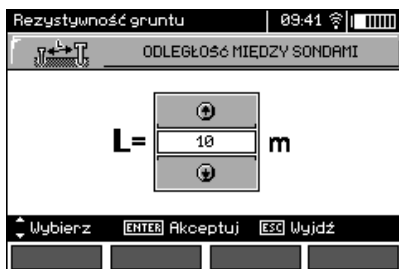 Rezystywność gruntu 09:41
L
ODLEGŁOŚĆ MIĘDZY SONDAMI
L= 10 m
Wybierz ENTER Akceptuj ESC Wyjdź